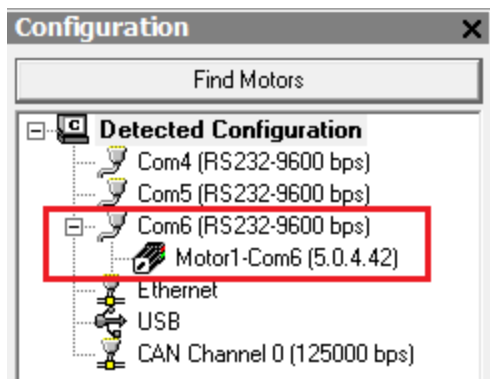 Configuration
Find Motors
Detected Configuration
Com4 (RS232-9600 bps)
Com5 (RS232-9600 bps)
Com6 (RS232-9600 bps)
Motor1-Com6 (5.0.4.42)
Ethernet
USB
CAN Channel 0 (125000 bps)